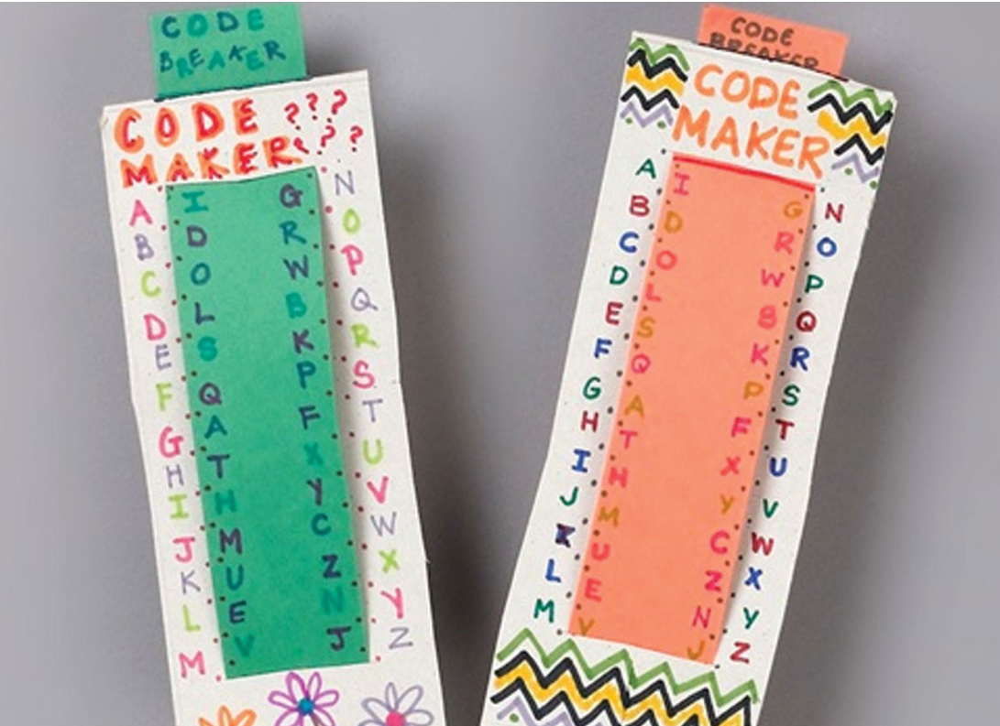 CODE
BREAKER
CODE ???
MAKER ???
A I G N
B D R O
C O W P
D L B Q
E S K R
F Q P S
G A F T
H T X U
I H Y V
J M C W
K U Z X
L E N Y
M V J Z
CODE
BREAKER
CODE
MAKER
A I G N
B D R O
C O W P
D L B Q
E S K R
F Q P S
G A F T
H T X U
I H Y V
J M C W
K U Z X
L E N Y
M V J Z